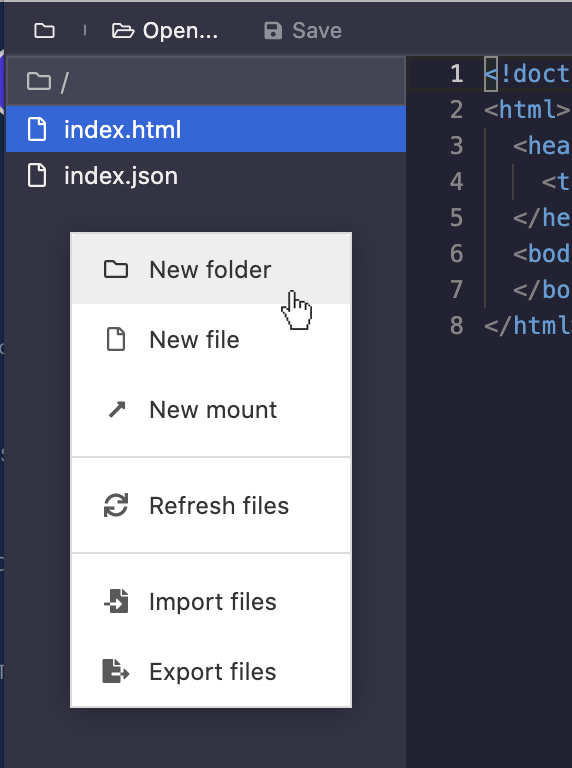 Open... Save
/
index.html
index.json
New folder
New file
New mount
Refresh files
Import files
Export files
1 <!doct
2 <html>
3 <hea
4 <t
5 </he
6 <bod
7 </bo
8 </html